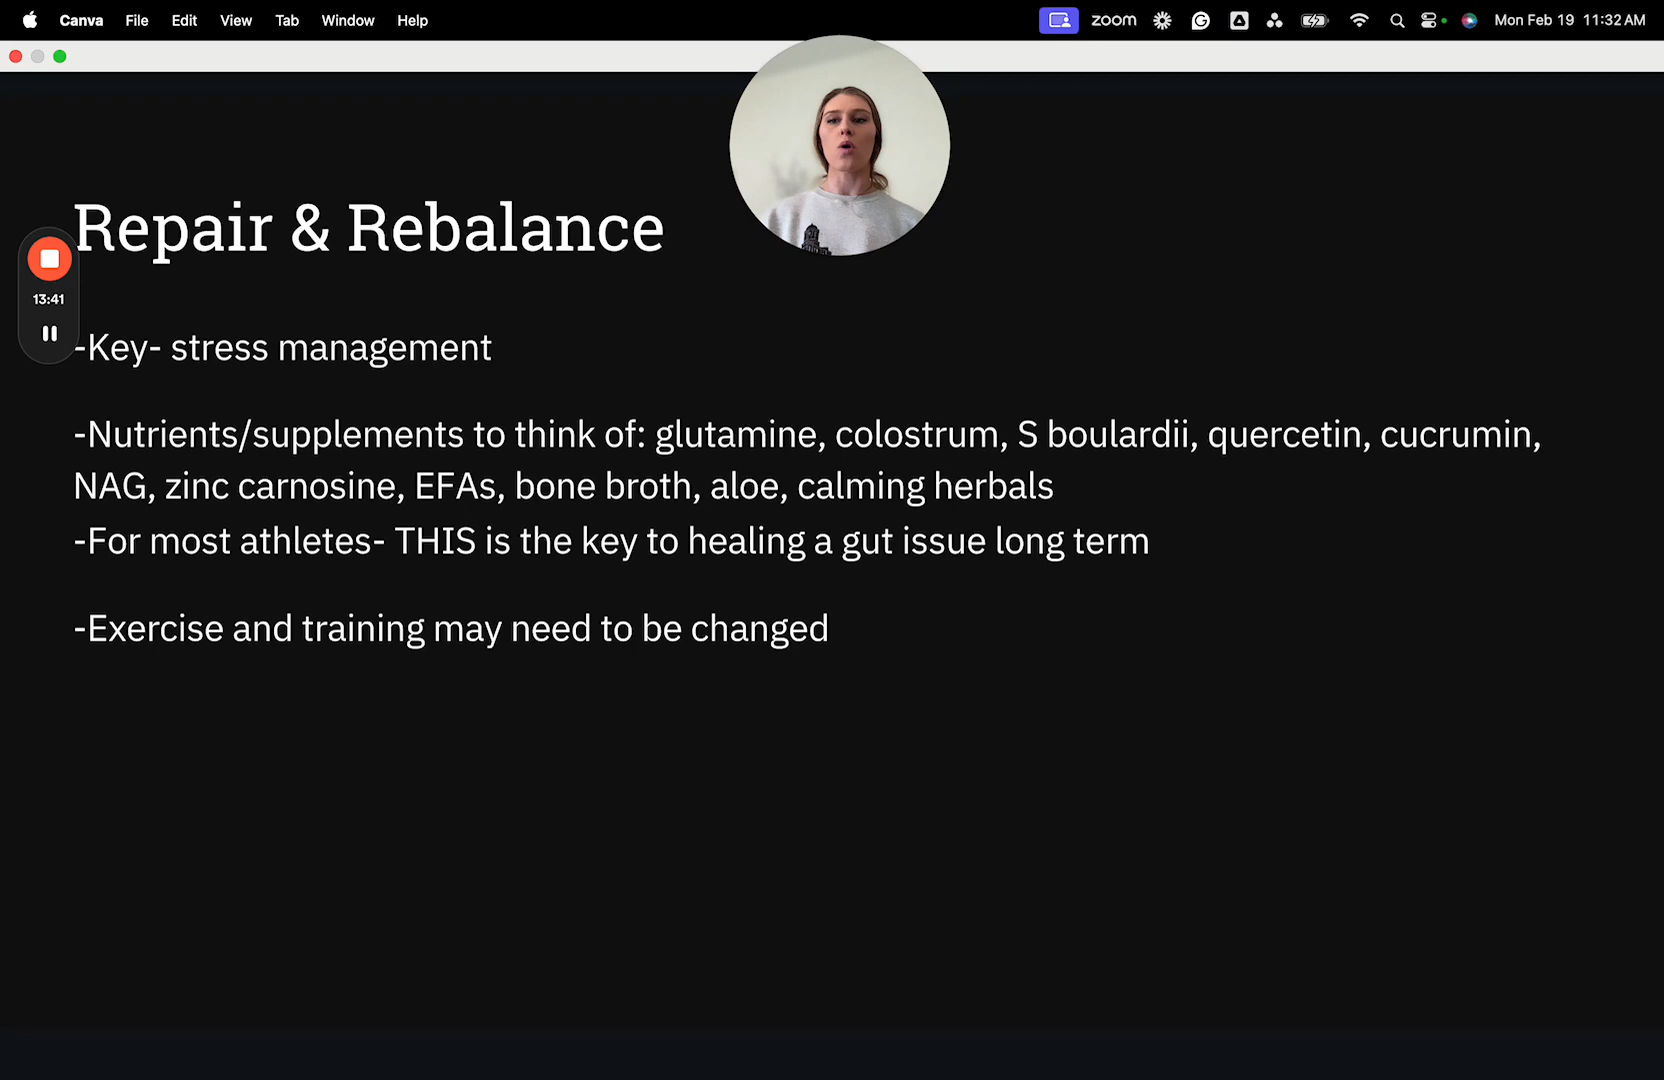 Canva File Edit View Tab Window Help zoom Mon Feb 19 11:32 AM
Repair & Rebalance
13:41
-Key- stress management
-Nutrients/supplements to think of: glutamine, colostrum, S boulardii, quercetin, cucrumin,
NAG, zinc carnosine, EFAs, bone broth, aloe, calming herbals
-For most athletes- THIS is the key to healing a gut issue long term
-Exercise and training may need to be changed